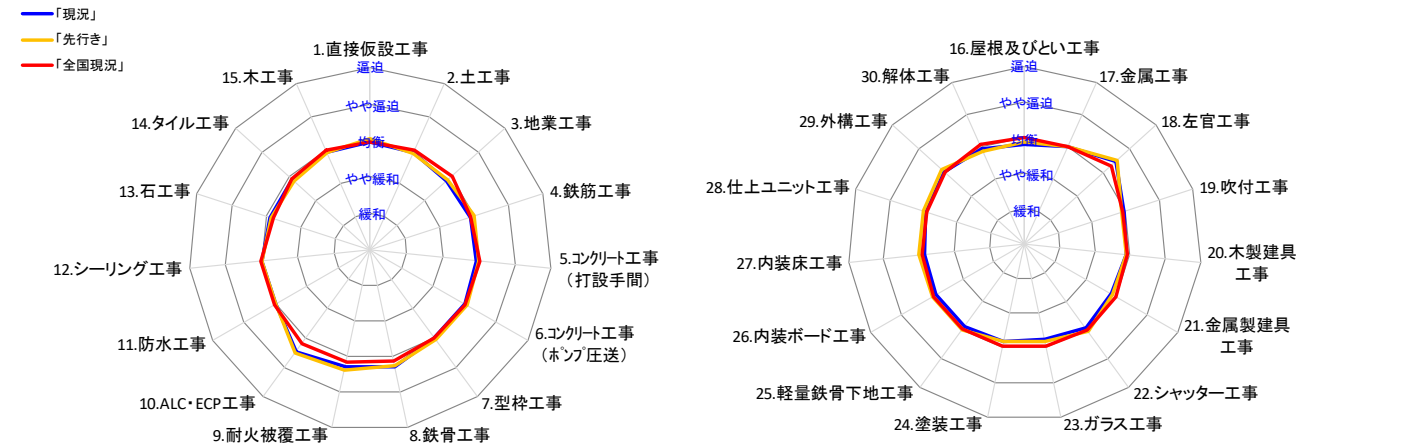 「現況」
「先行き」
「全国現況」
1.直接仮設工事
2.土工事
3.地業工事
4.鉄筋工事
5.コンクリート工事
（打設手間）
6.コンクリート工事
（ポンプ圧送）
7.型枠工事
8.鉄骨工事
9.耐火被覆工事
10.ALC・ECP工事
11.防水工事
12.シーリング工事
13.石工事
14.タイル工事
15.木工事
逼迫
やや逼迫
均衡
やや緩和
緩和
16.屋根及びとい工事
17.金属工事
18.左官工事
19.吹付工事
20.木製建具
工事
21.金属製建具
工事
22.シャッター工事
23.ガラス工事
24.塗装工事
25.軽量鉄骨下地工事
26.内装ボード工事
27.内装床工事
28.仕上ユニット工事
29.外構工事
30.解体工事
逼迫
やや逼迫
均衡
やや緩和
緩和